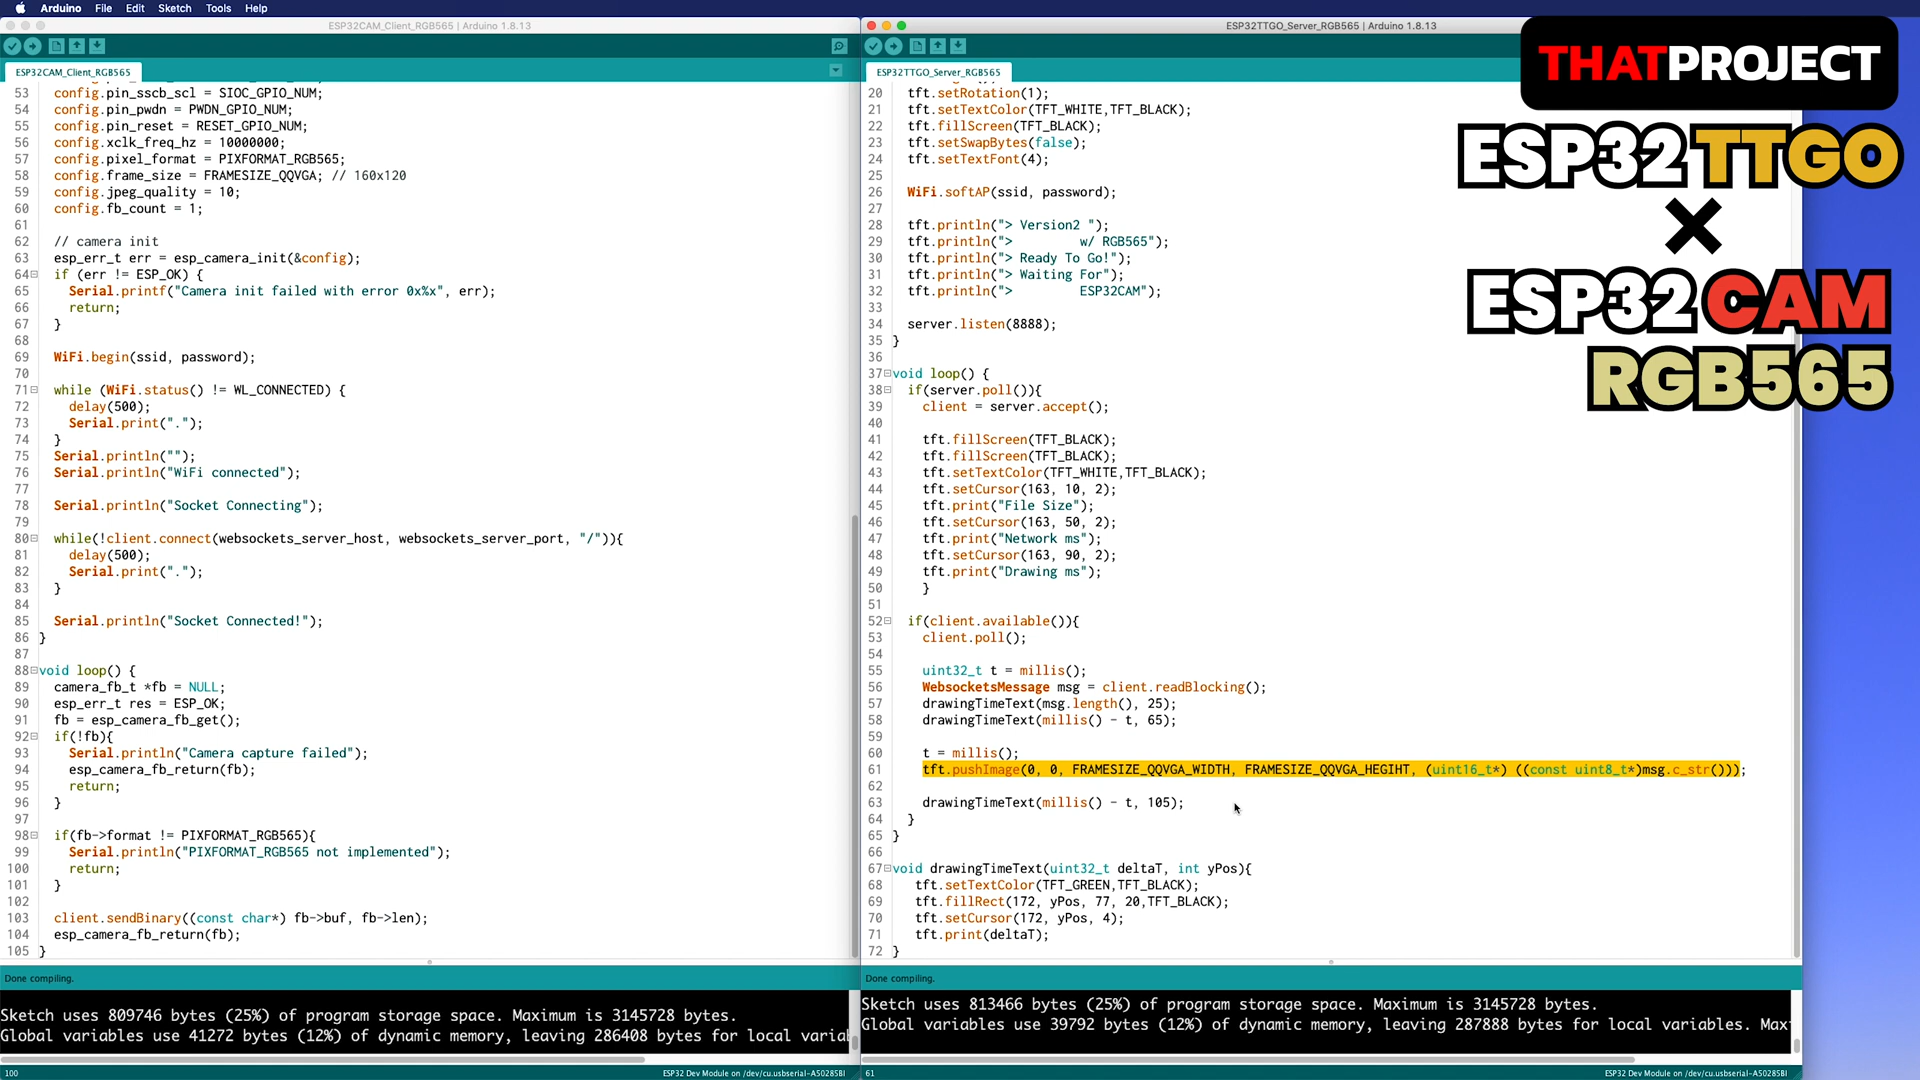 Arduino File Edit Sketch Tools Help
ESP32CAM_Client_RGB565 | Arduino 1.8.13
ESP32CAM_Client_RGB565
53 config.pin_sscb_scl = SIOC_GPIO_NUM;
54 config.pin_pwdn = PWDN_GPIO_NUM;
55 config.pin_reset = RESET_GPIO_NUM;
56 config.xclk_freq_hz = 10000000;
57 config.pixel_format = PIXFORMAT_RGB565;
58 config.frame_size = FRAMESIZE_QQVGA; // 160x120
59 config.jpeg_quality = 10;
60 config.fb_count = 1;
61
62 // camera init
63 esp_err_t err = esp_camera_init(&config);
64 if (err != ESP_OK) {
65 Serial.printf("Camera init failed with error 0x%x", err);
66 return;
67 }
68
69 WiFi.begin(ssid, password);
70
71 while (WiFi.status() != WL_CONNECTED) {
72 delay(500);
73 Serial.print(".");
74 }
75 Serial.println("");
76 Serial.println("WiFi connected");
77
78 Serial.println("Socket Connecting");
79
80 while(!client.connect(websockets_server_host, websockets_server_port, "/")){
81 delay(500);
82 Serial.print(".");
83 }
84
85 Serial.println("Socket Connected!");
86 }
87
88 void loop() {
89 camera_fb_t *fb = NULL;
90 esp_err_t res = ESP_OK;
91 fb = esp_camera_fb_get();
92 if(!fb){
93 Serial.println("Camera capture failed");
94 esp_camera_fb_return(fb);
95 return;
96 }
97
98 if(fb->format != PIXFORMAT_RGB565){
99 Serial.println("PIXFORMAT_RGB565 not implemented");
100 return;
101 }
102
103 client.sendBinary((const char*) fb->buf, fb->len);
104 esp_camera_fb_return(fb);
105 }
Done compiling.
Sketch uses 809746 bytes (25%) of program storage space. Maximum is 3145728 bytes.
Global variables use 41272 bytes (12%) of dynamic memory, leaving 286408 bytes for local varia
100 ESP32 Dev Module on /dev/cu.usbserial-A50285BI
ESP32TTGO_Server_RGB565 | Arduino 1.8.13
ESP32TTGO_Server_RGB565
20 tft.setRotation(1);
21 tft.setTextColor(TFT_WHITE,TFT_BLACK);
22 tft.fillScreen(TFT_BLACK);
23 tft.setSwapBytes(false);
24 tft.setTextFont(4);
25
26 WiFi.softAP(ssid, password);
27
28 tft.println("> Version2 ");
29 tft.println(">         w/ RGB565");
30 tft.println("> Ready To Go!");
31 tft.println("> Waiting For");
32 tft.println(">         ESP32CAM");
33
34 server.listen(8888);
35 }
36
37 void loop() {
38 if(server.poll()){
39 client = server.accept();
40
41 tft.fillScreen(TFT_BLACK);
42 tft.fillScreen(TFT_BLACK);
43 tft.setTextColor(TFT_WHITE,TFT_BLACK);
44 tft.setCursor(163, 10, 2);
45 tft.print("File Size");
46 tft.setCursor(163, 50, 2);
47 tft.print("Network ms");
48 tft.setCursor(163, 90, 2);
49 tft.print("Drawing ms");
50 }
51
52 if(client.available()){
53 client.poll();
54
55 uint32_t t = millis();
56 WebsocketsMessage msg = client.readBlocking();
57 drawingTimeText(msg.length(), 25);
58 drawingTimeText(millis() - t, 65);
59
60 t = millis();
61 tft.pushImage(0, 0, FRAMESIZE_QQVGA_WIDTH, FRAMESIZE_QQVGA_HEGIHT, (uint16_t*) ((const uint8_t*)msg.c_str()));
62
63 drawingTimeText(millis() - t, 105);
64 }
65 }
66
67 void drawingTimeText(uint32_t deltaT, int yPos){
68 tft.setTextColor(TFT_GREEN,TFT_BLACK);
69 tft.fillRect(172, yPos, 77, 20,TFT_BLACK);
70 tft.setCursor(172, yPos, 4);
71 tft.print(deltaT);
72 }
Done compiling.
Sketch uses 813466 bytes (25%) of program storage space. Maximum is 3145728 bytes.
Global variables use 39792 bytes (12%) of dynamic memory, leaving 287888 bytes for local variables. Max
61 ESP32 Dev Module on /dev/cu.usbserial-A50285BI
THATPROJECT
ESP32 TTGO
×
ESP32 CAM
RGB565